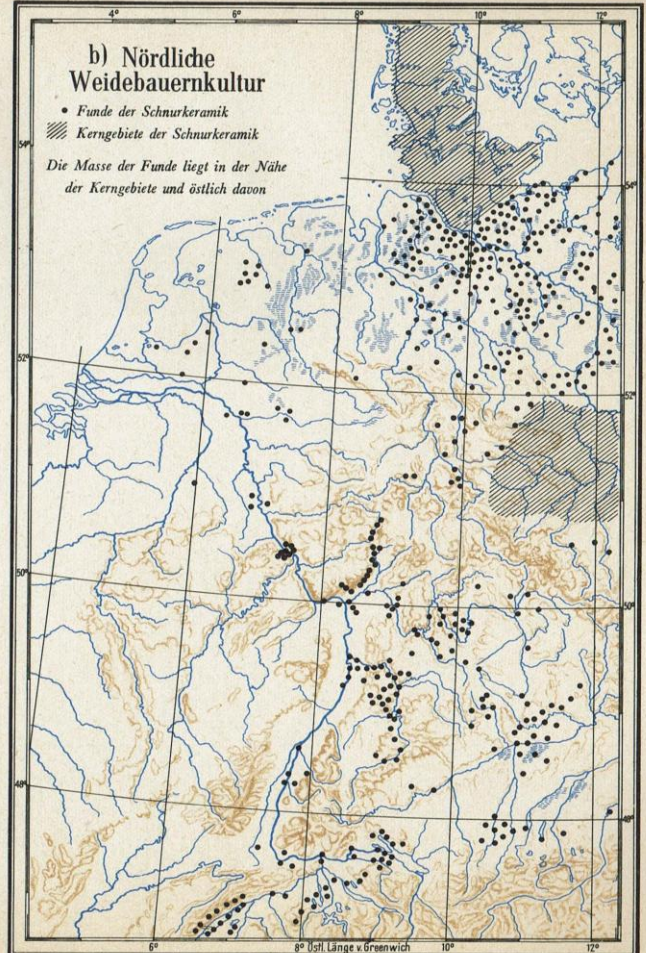 4°
6°
8°
10°
12°
b) Nördliche
Weidebauernkultur
• Funde der Schnurkeramik
Kerngebiete der Schnurkeramik
Die Masse der Funde liegt in der Nähe
der Kerngebiete und östlich davon
54°
54°
52°
52°
50°
50°
48°
48°
6°
8° Östl. Länge v. Greenwich
10°
12°